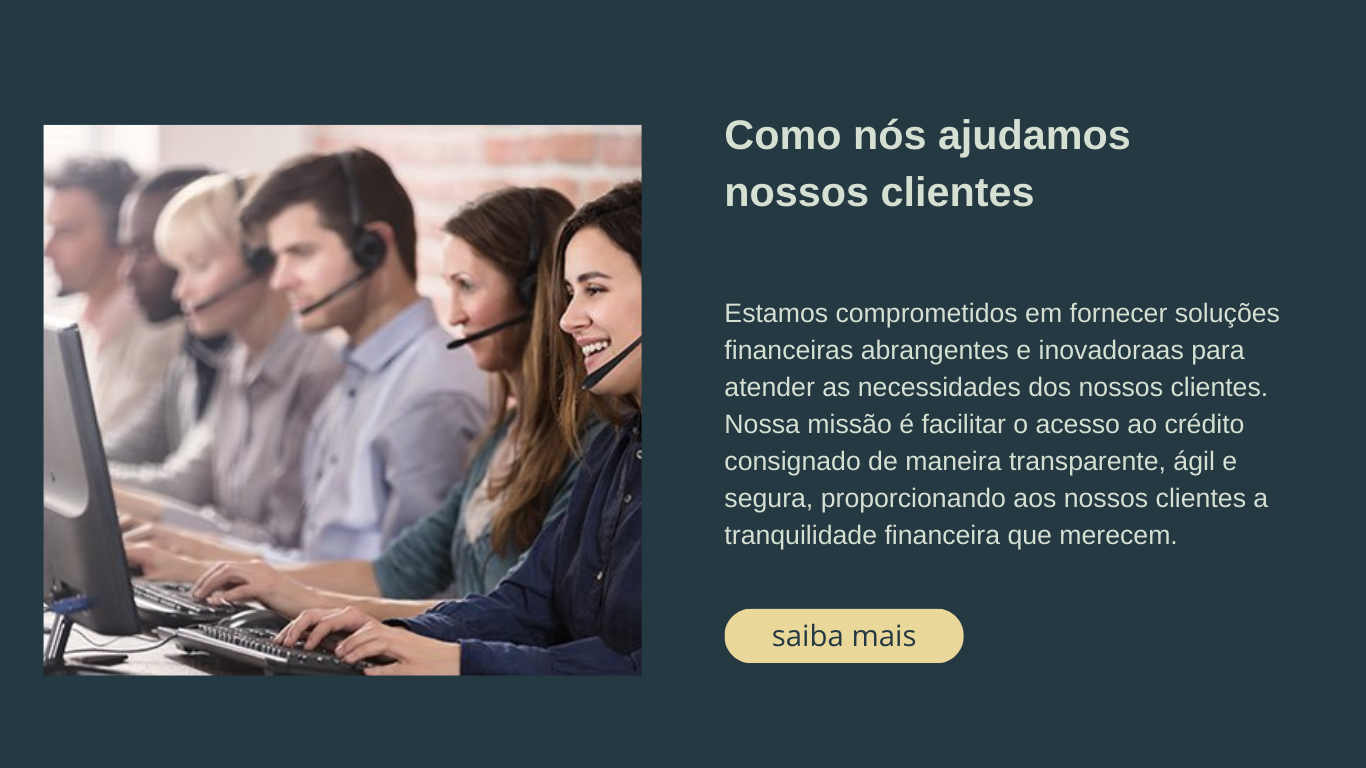 Como nós ajudamos
nossos clientes
Estamos comprometidos em fornecer soluções
financeiras abrangentes e inovadoraas para
atender as necessidades dos nossos clientes.
Nossa missão é facilitar o acesso ao crédito
consignado de maneira transparente, ágil e
segura, proporcionando aos nossos clientes a
tranquilidade financeira que merecem.
saiba mais